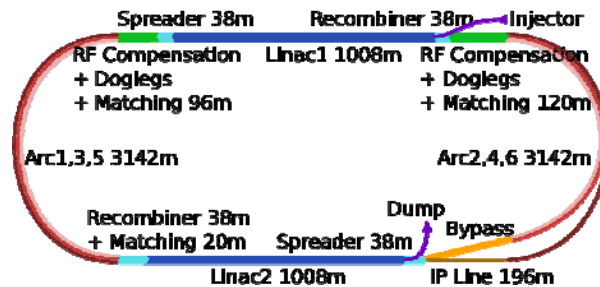 Spreader 38m
Recombiner 38m
Injector
RF Compensation
+ Doglegs
+ Matching 96m
Linac1 1008m
RF Compensation
+ Doglegs
+ Matching 120m
Arc1,3,5 3142m
Arc2,4,6 3142m
Recombiner 38m
+ Matching 20m
Spreader 38m
Dump
Bypass
Linac2 1008m
IP Line 196m